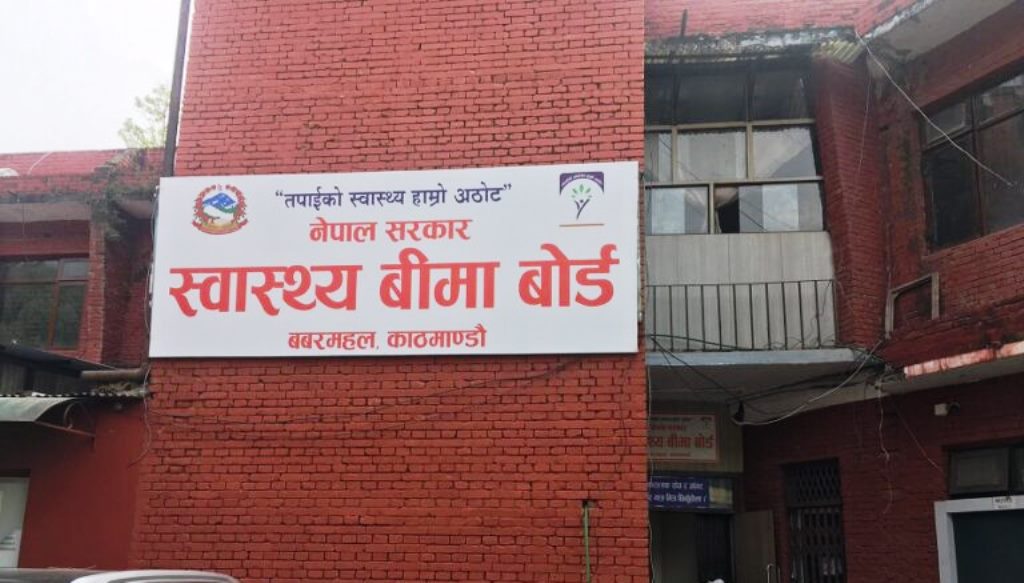 “तपाईको स्वास्थ्य हाम्रो अठोट”
नेपाल सरकार
स्वास्थ्य बीमा बोर्ड
बबरमहल, काठमाण्डौ
स्वास्थ्य बीमा बोर्ड